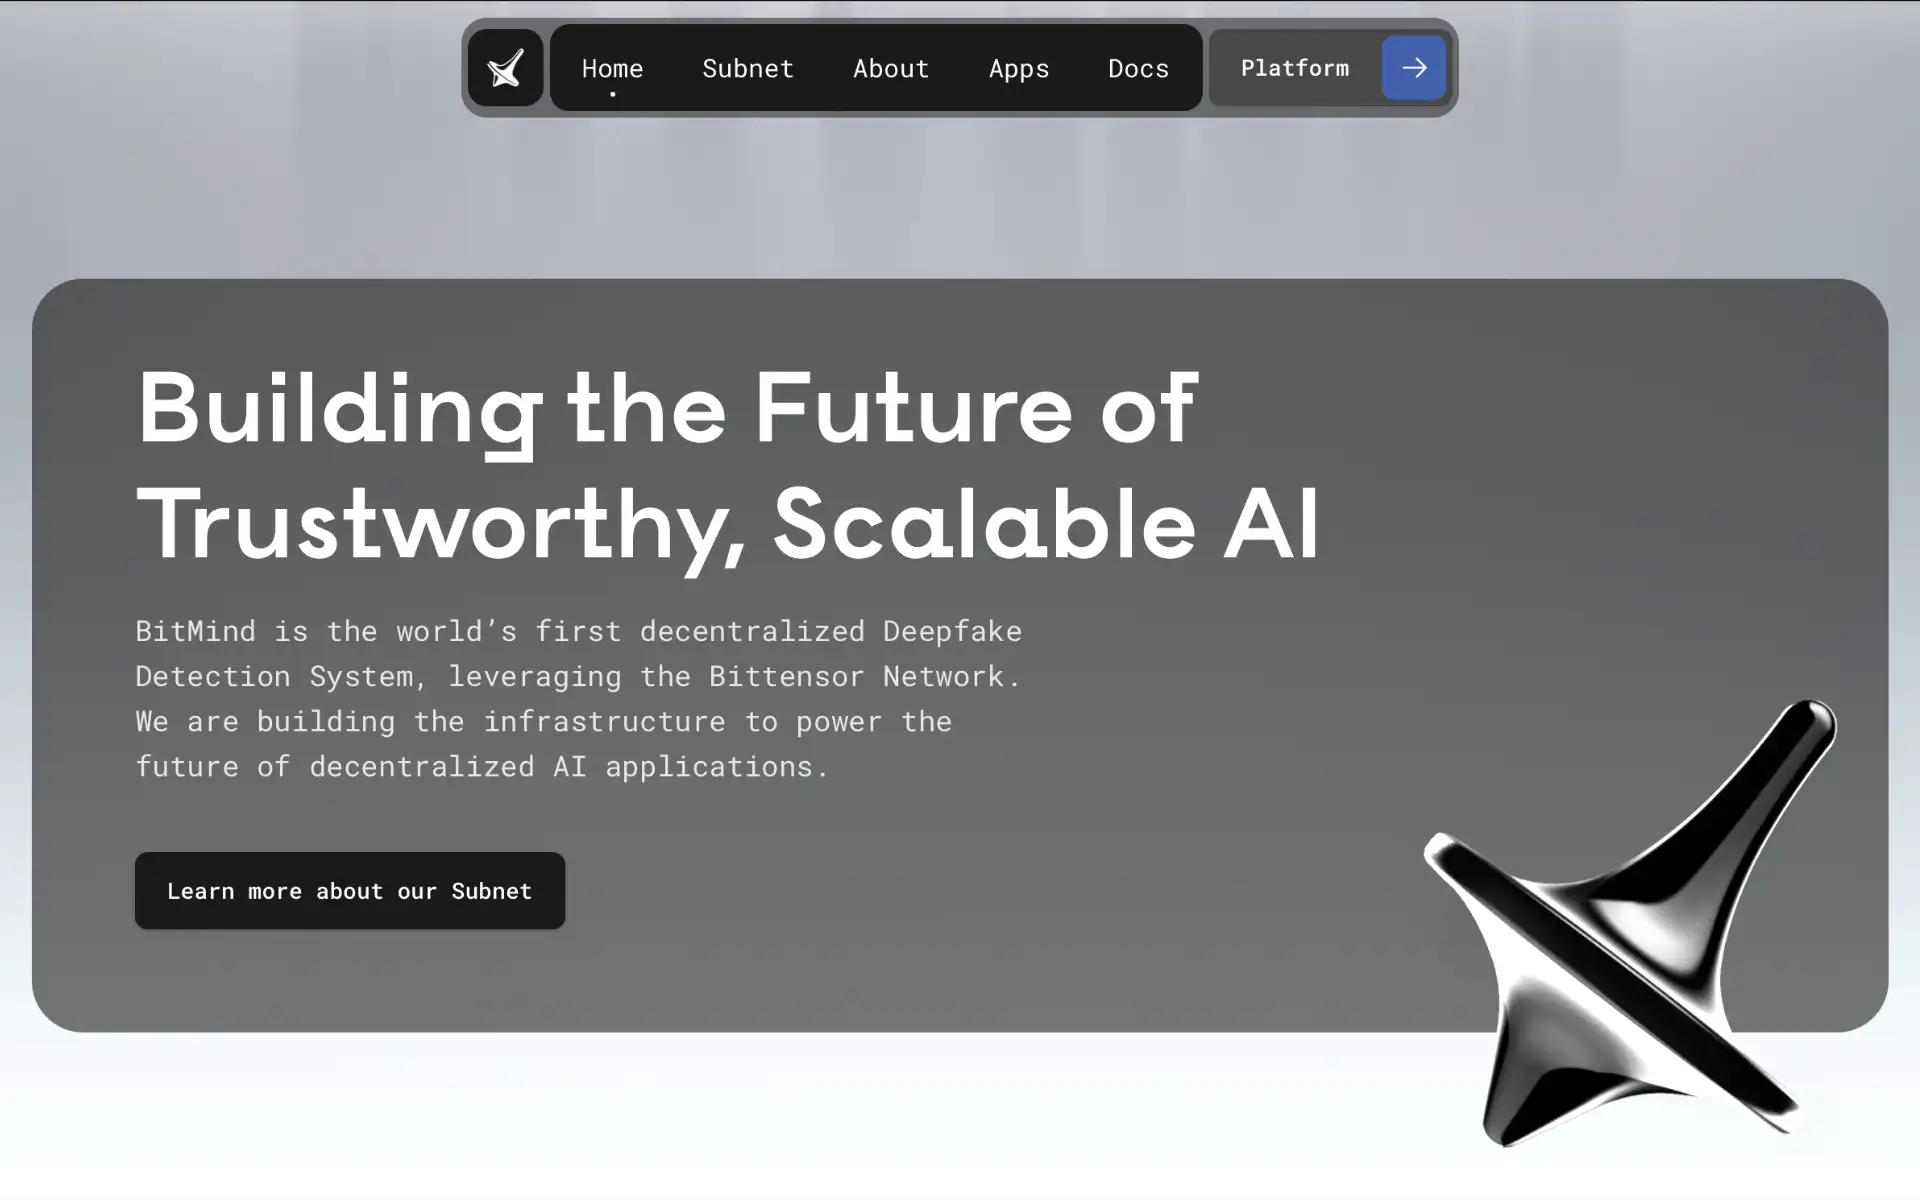 Home
Subnet
About
Apps
Docs
Platform
Building the Future of
Trustworthy, Scalable AI
BitMind is the world’s first decentralized Deepfake
Detection System, leveraging the Bittensor Network.
We are building the infrastructure to power the
future of decentralized AI applications.
Learn more about our Subnet